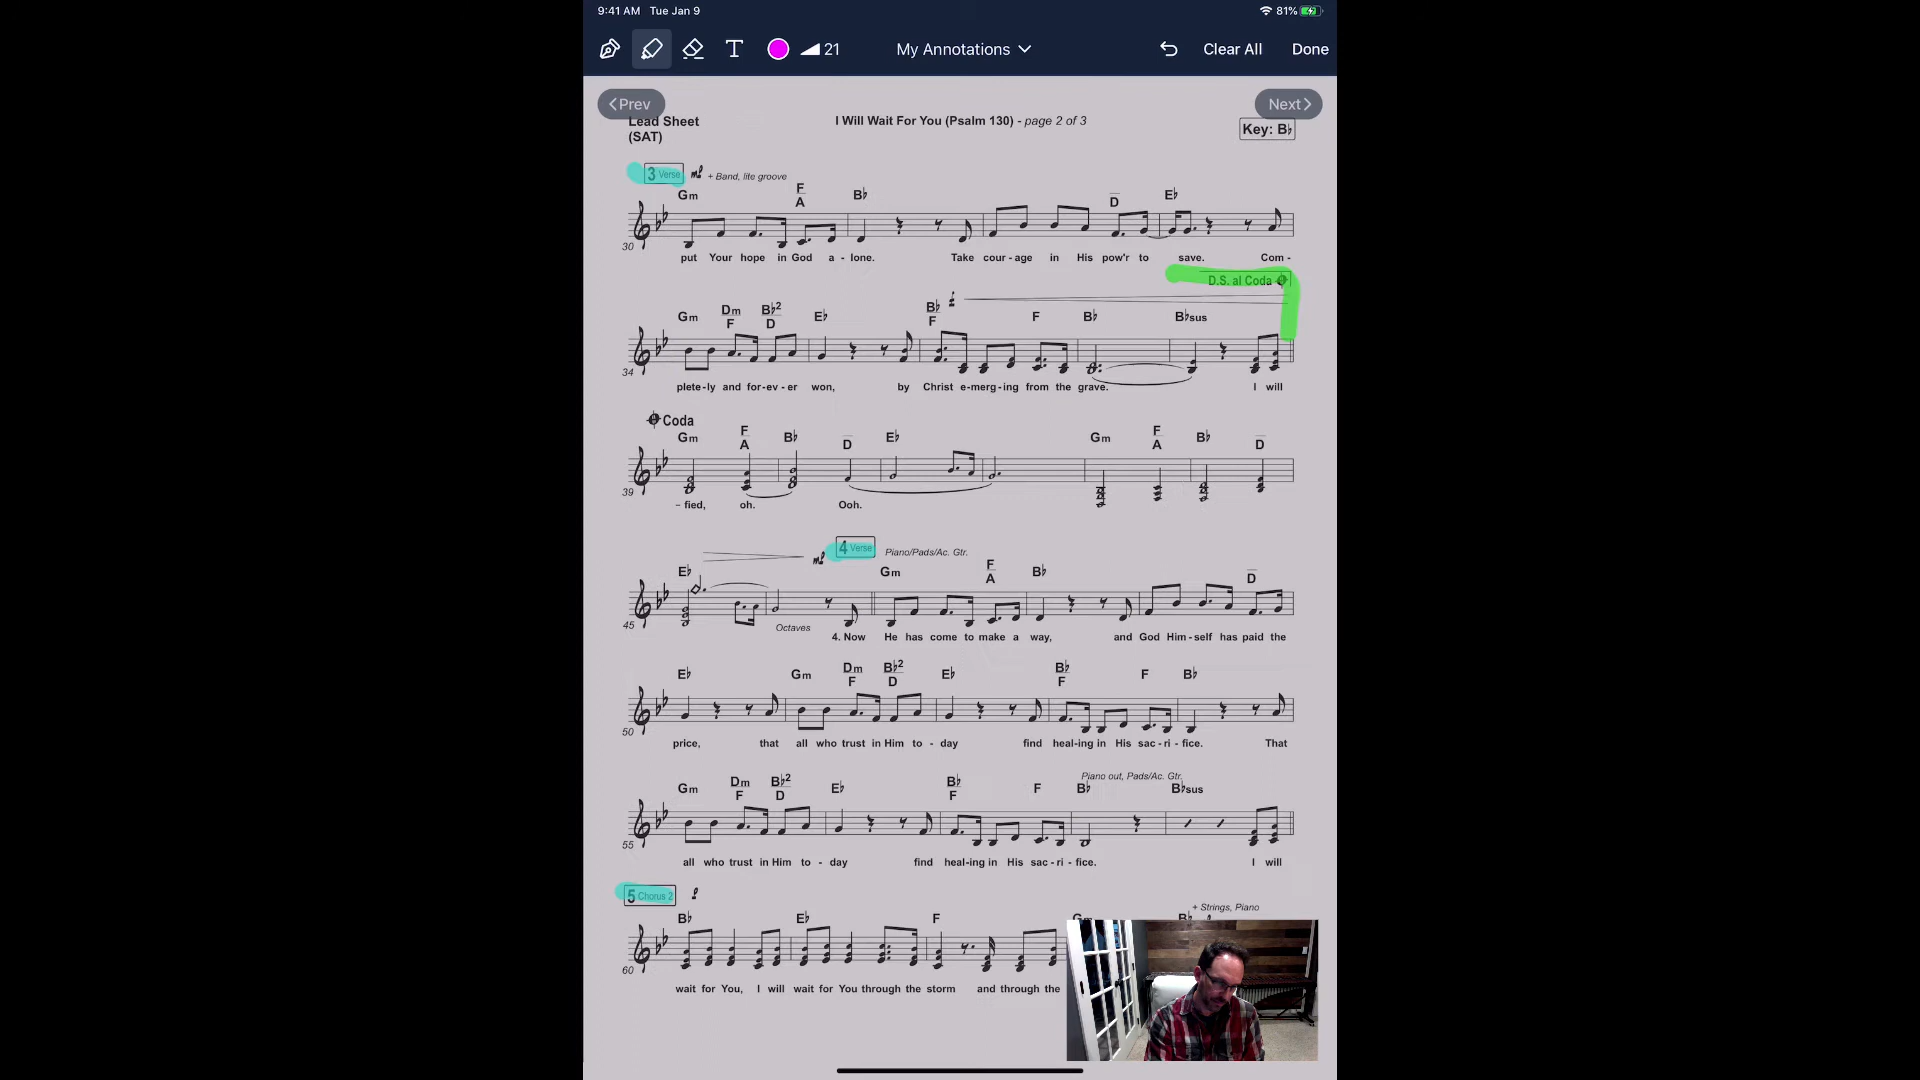 9:41 AM Tue Jan 9 81%
21 My Annotations Clear All Done
Prev Next
Lead Sheet I Will Wait For You (Psalm 130) - page 2 of 3
(SAT) Key: B♭
3 Verse mf + Band, lite groove
Gm F/A B♭ /D E♭
30
put Your hope in God a - lone. Take cour - age in His pow'r to save. Com -
D.S. al Coda
Gm Dm/F B♭2/D E♭ B♭/F F B♭ B♭sus
34
plete - ly and for - ev - er won, by Christ e - merg - ing from the grave. I will
Coda
Gm F/A B♭ /D E♭ Gm F/A B♭ /D
39
- fied, oh. Ooh.
mf 4 Verse Piano/Pads/Ac. Gtr.
E♭ Gm F/A B♭ /D
45
Octaves
4. Now He has come to make a way, and God Him - self has paid the
E♭ Gm Dm/F B♭2/D E♭ B♭/F F B♭
50
price, that all who trust in Him to - day find heal - ing in His sac - ri - fice. That
Piano out, Pads/Ac. Gtr.
Gm Dm/F B♭2/D E♭ B♭/F F B♭ B♭sus
55
all who trust in Him to - day find heal - ing in His sac - ri - fice. I will
5 Chorus 2 f
+ Strings, Piano
B♭ E♭ F Gm
60
wait for You, I will wait for You through the storm and through the